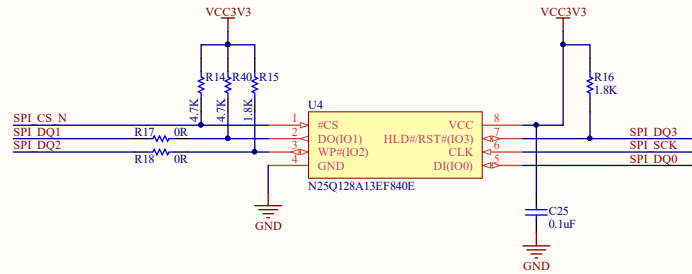 VCC3V3
VCC3V3
R14
R40
R15
R16
4.7K
4.7K
1.8K
1.8K
U4
SPI_CS_N
1
#CS
VCC
8
SPI_DQ1
R17
0R
2
DO(IO1)
HLD#/RST#(IO3)
7
SPI_DQ3
SPI_DQ2
R18
0R
3
WP#(IO2)
CLK
6
SPI_SCK
4
GND
DI(IO0)
5
SPI_DQ0
N25Q128A13EF840E
C25
0.1uF
GND
GND